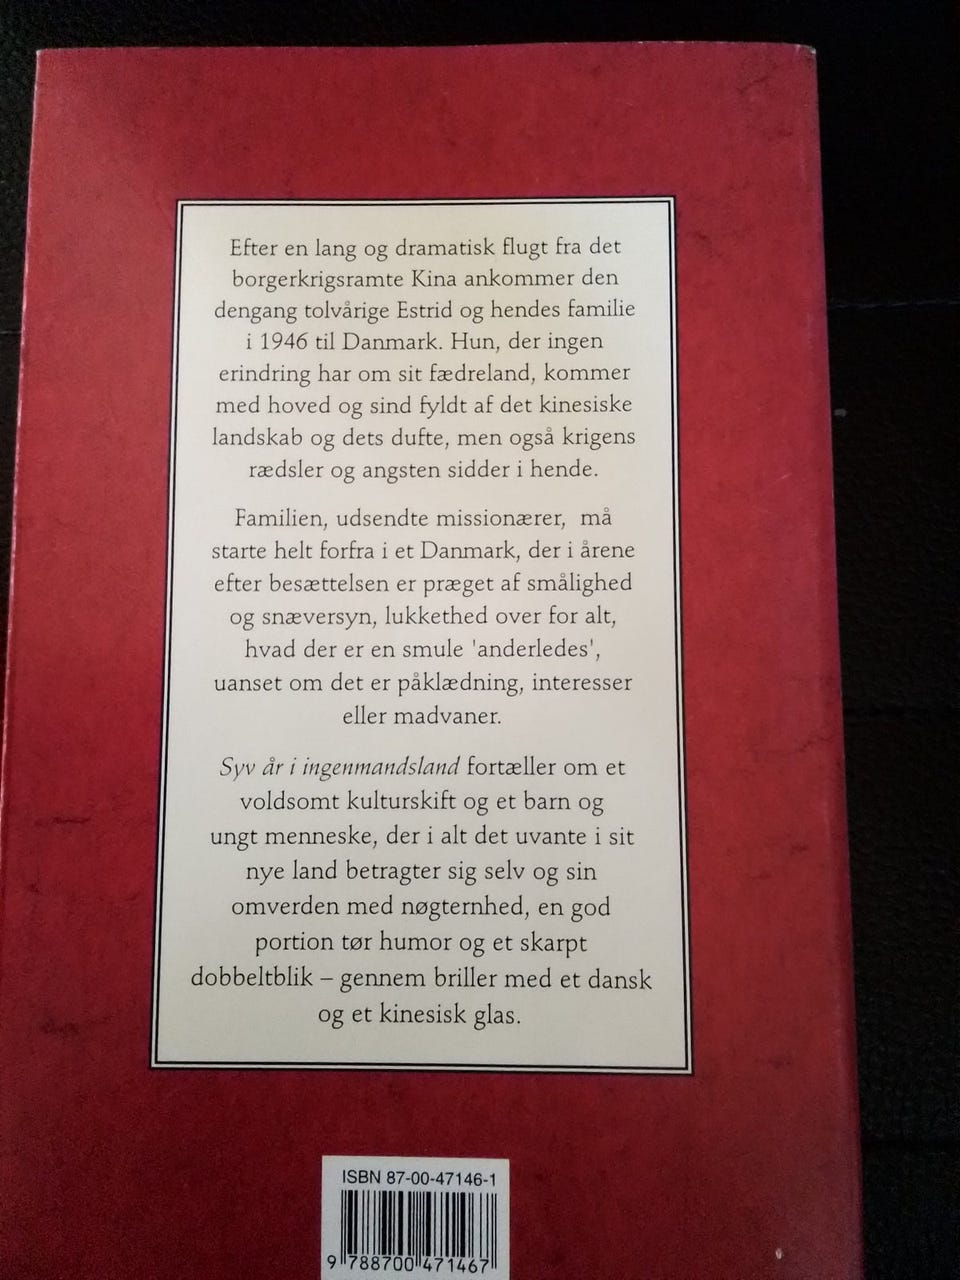 Efter en lang og dramatisk flugt fra det
borgerkrigsramte Kina ankommer den
dengang tolvårige Estrid og hendes familie
i 1946 til Danmark. Hun, der ingen
erindring har om sit fædreland, kommer
med hoved og sind fyldt af det kinesiske
landskab og dets dufte, men også krigens
rædsler og angsten sidder i hende.
Familien, udsendte missionærer, må
starte helt forfra i et Danmark, der i årene
efter besættelsen er præget af smålighed
og snæversyn, lukkethed over for alt,
hvad der er en smule 'anderledes',
uanset om det er påklædning, interesser
eller madvaner.
Syv år i ingenmandsland fortæller om et
voldsomt kulturskift og et barn og
ungt menneske, der i alt det uvante i sit
nye land betragter sig selv og sin
omverden med nøgternhed, en god
portion tør humor og et skarpt
dobbeltblik – gennem briller med et dansk
og et kinesisk glas.
ISBN 87-00-47146-1
9 788700 471467